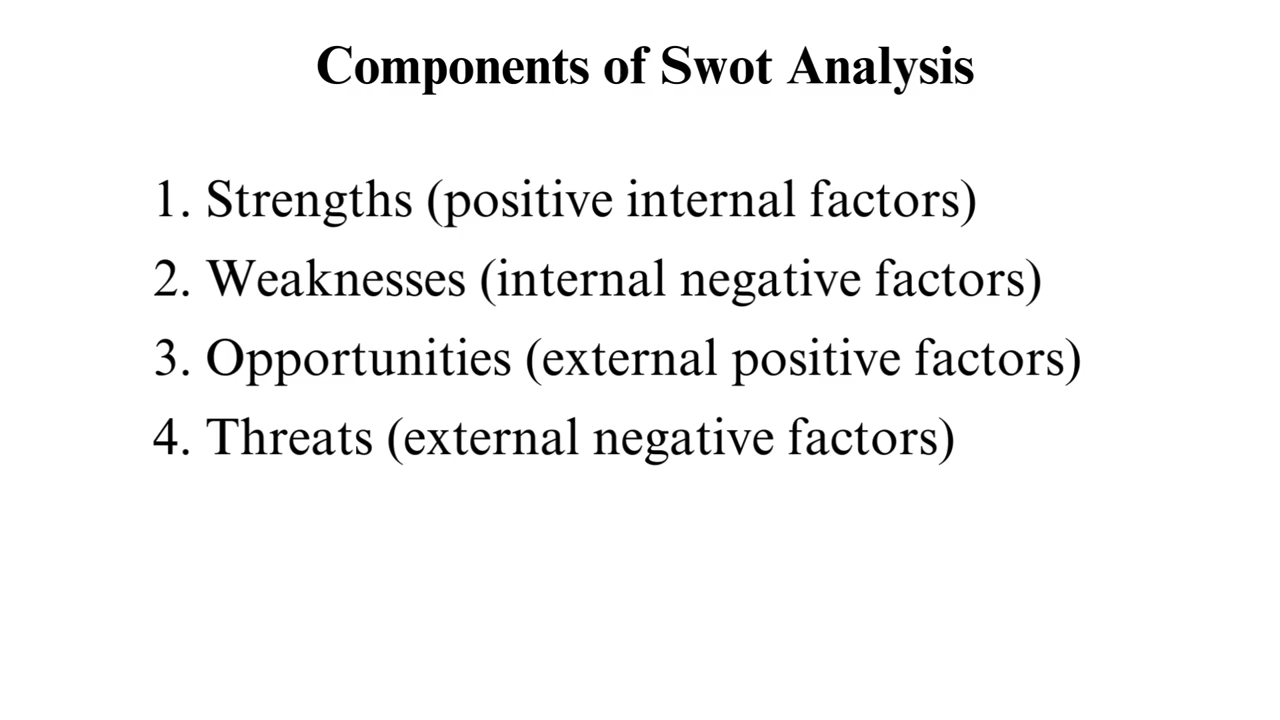 Components of Swot Analysis
1. Strengths (positive internal factors)
2. Weaknesses (internal negative factors)
3. Opportunities (external positive factors)
4. Threats (external negative factors)